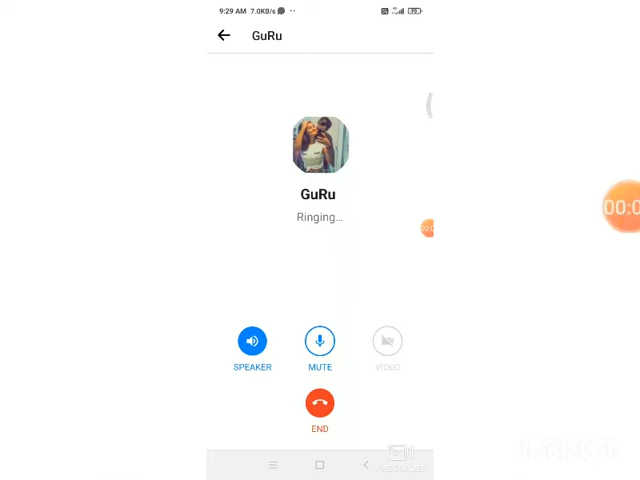 9:29 AM 7.0KB/s
GuRu
GuRu
Ringing...
SPEAKER
MUTE
VIDEO
END